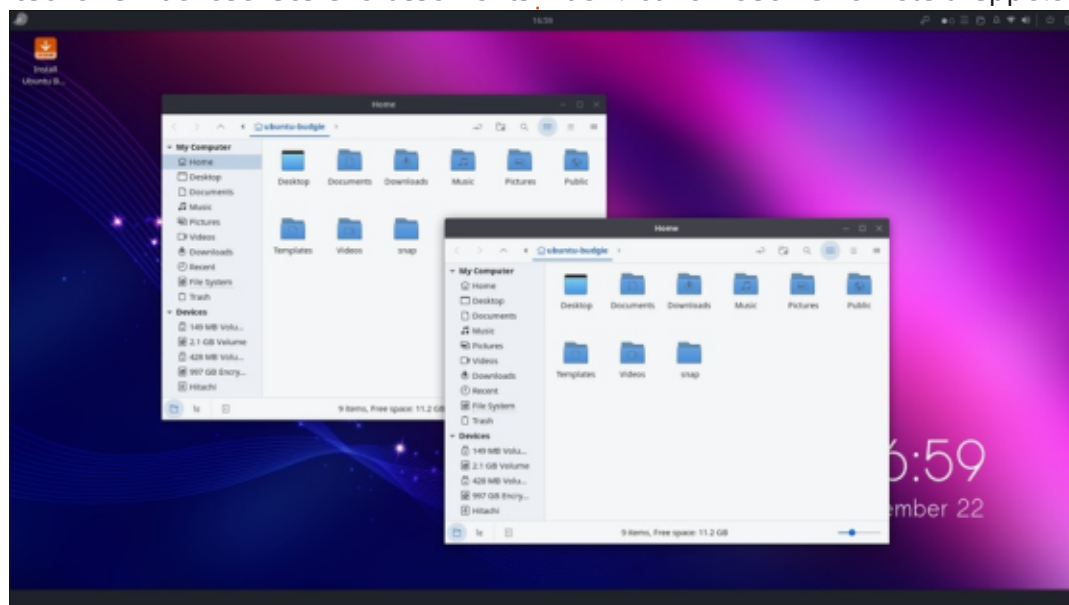 16:59
Install
Ubuntu B...
Home
ubuntu-budgie
My Computer
Home
Desktop
Documents
Music
Pictures
Videos
Downloads
Recent
File System
Trash
Devices
149 MB Volu...
2.1 GB Volume
428 MB Volu...
997 GB Encry...
Hitachi
Desktop
Documents
Downloads
Music
Pictures
Public
Templates
Videos
snap
9 items, Free space: 11.2 GB
Home
ubuntu-budgie
My Computer
Home
Desktop
Documents
Music
Pictures
Videos
Downloads
Recent
File System
Trash
Devices
149 MB Volu...
2.1 GB Volume
428 MB Volu...
997 GB Encry...
Hitachi
Desktop
Documents
Downloads
Music
Pictures
Public
Templates
Videos
snap
9 items, Free space: 11.2 GB
6:59
ember 22